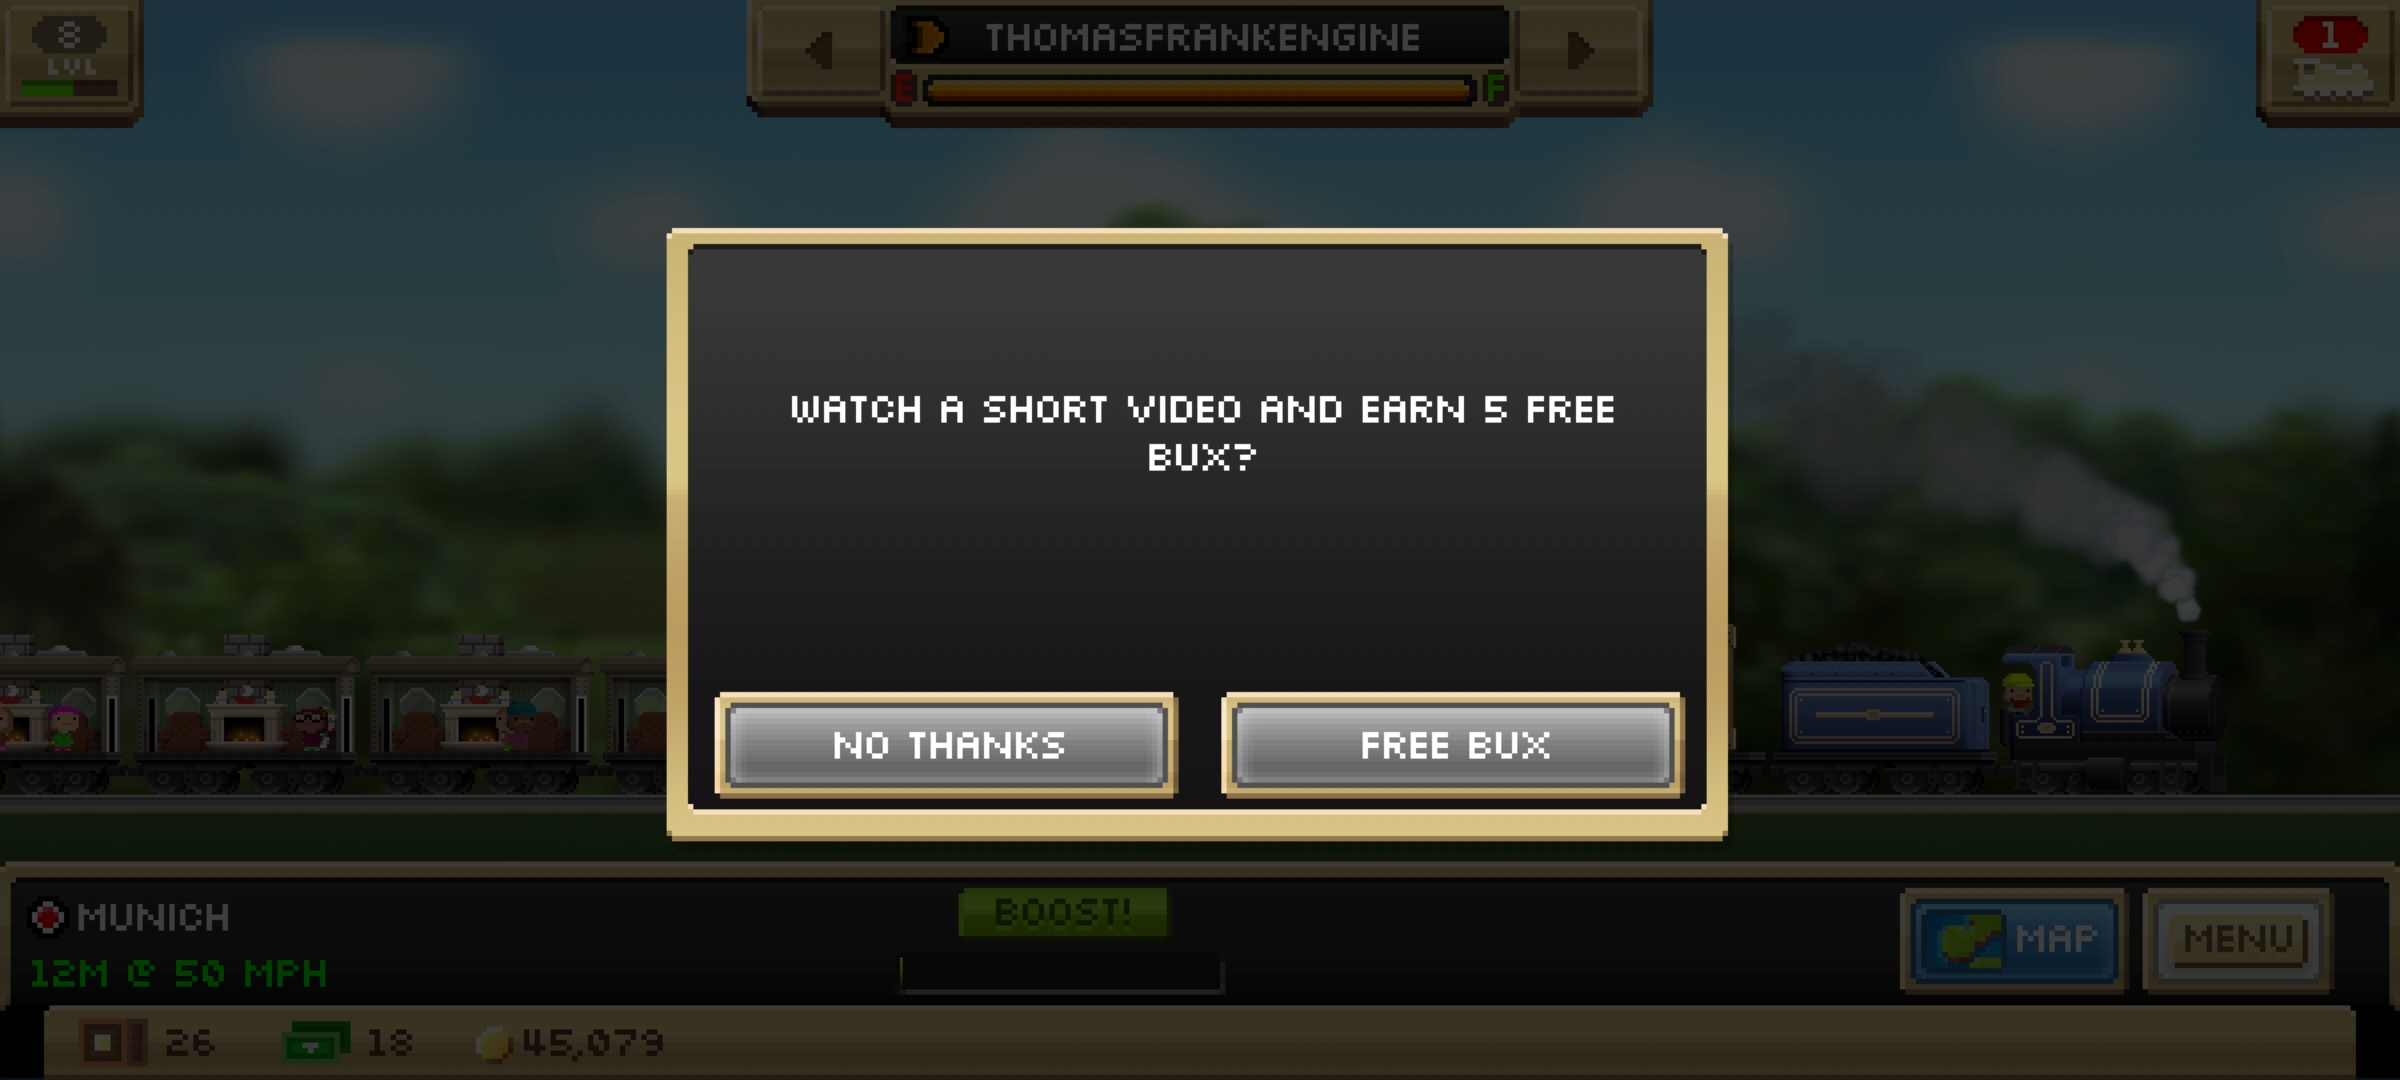 8
LVL
THOMASFRANKENGINE
E F
1
WATCH A SHORT VIDEO AND EARN 5 FREE
BUX?
NO THANKS
FREE BUX
MUNICH
12M @ 50 MPH
BOOST!
MAP
MENU
26
18
45,079